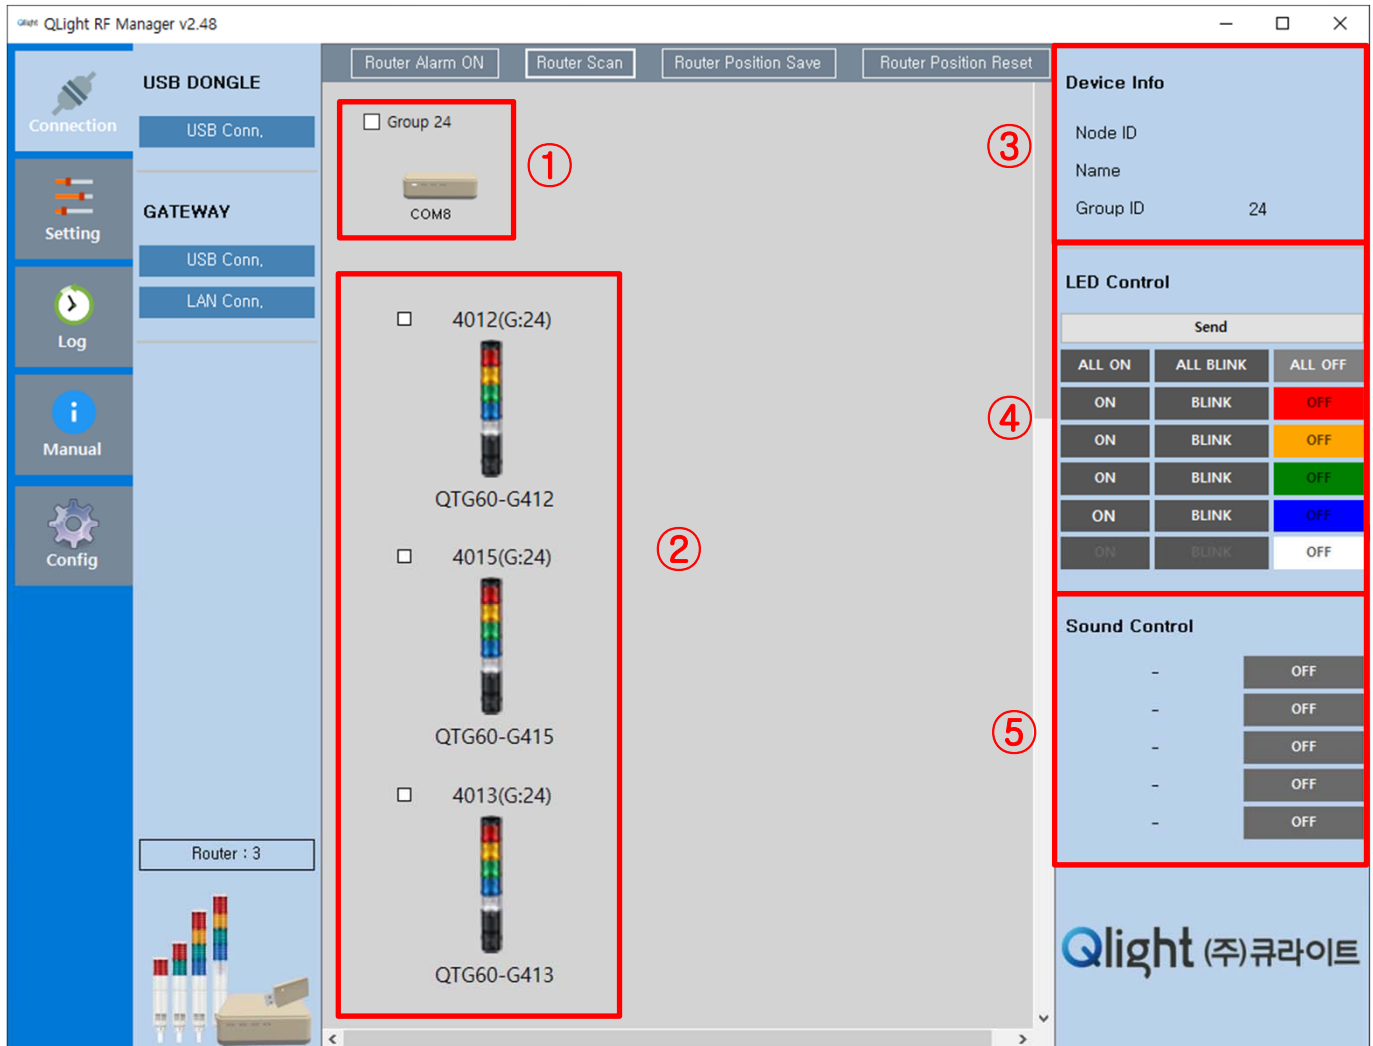 Qlight QLight RF Manager v2.48
Connection
Setting
Log
Manual
Config
USB DONGLE
USB Conn,
GATEWAY
USB Conn,
LAN Conn,
Router : 3
Router Alarm ON Router Scan Router Position Save Router Position Reset
Group 24
COM8
①
4012(G:24)
QTG60-G412
4015(G:24)
QTG60-G415
4013(G:24)
QTG60-G413
②
③
Device Info
Node ID
Name
Group ID 24
④
LED Control
Send
ALL ON ALL BLINK ALL OFF
ON BLINK OFF
ON BLINK OFF
ON BLINK OFF
ON BLINK OFF
ON BLINK OFF
⑤
Sound Control
- OFF
- OFF
- OFF
- OFF
- OFF
Qlight (주)큐라이트